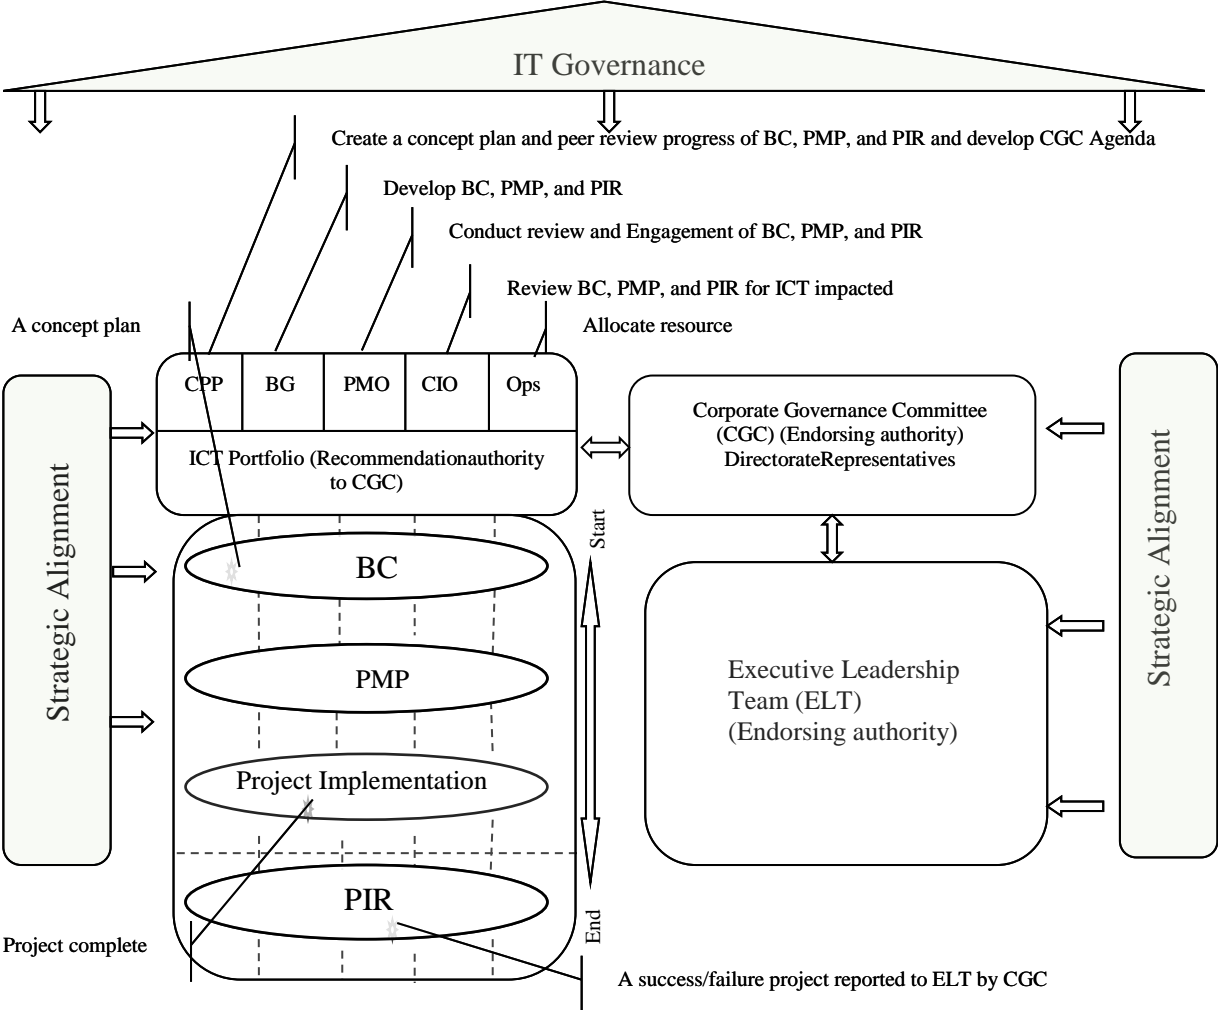 IT Governance
Create a concept plan and peer review progress of BC, PMP, and PIR and develop CGC Agenda
Develop BC, PMP, and PIR
Conduct review and Engagement of BC, PMP, and PIR
Review BC, PMP, and PIR for ICT impacted
A concept plan
Allocate resource
CPP
BG
PMO
CIO
Ops
ICT Portfolio (Recommendationauthority
to CGC)
Corporate Governance Committee
(CGC) (Endorsing authority)
DirectorateRepresentatives
Strategic Alignment
Strategic Alignment
Start
BC
PMP
Executive Leadership
Team (ELT)
(Endorsing authority)
Project Implementation
PIR
End
Project complete
A success/failure project reported to ELT by CGC